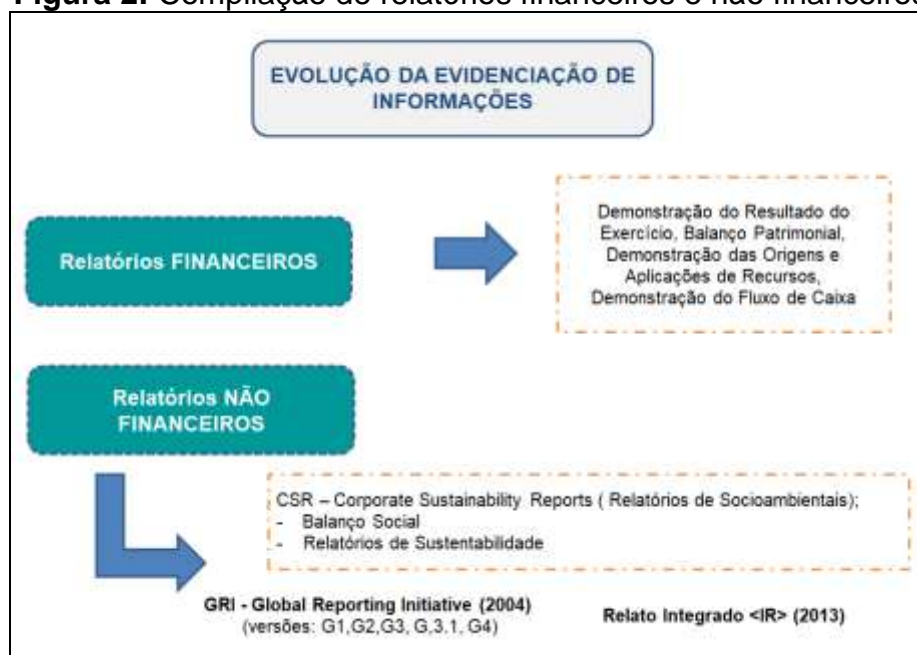 Figura 2. Compilação de relatórios financeiros e não financeiros
EVOLUÇÃO DA EVIDENCIAÇÃO DE
INFORMAÇÕES
Relatórios FINANCEIROS
Demonstração do Resultado do
Exercício, Balanço Patrimonial,
Demonstração das Origens e
Aplicações de Recursos,
Demonstração do Fluxo de Caixa
Relatórios NÃO
FINANCEIROS
CSR – Corporate Sustainability Reports ( Relatórios de Socioambientais);
- Balanço Social
- Relatórios de Sustentabilidade
GRI - Global Reporting Initiative (2004)
(versões: G1,G2,G3, G,3.1, G4)
Relato Integrado <IR> (2013)